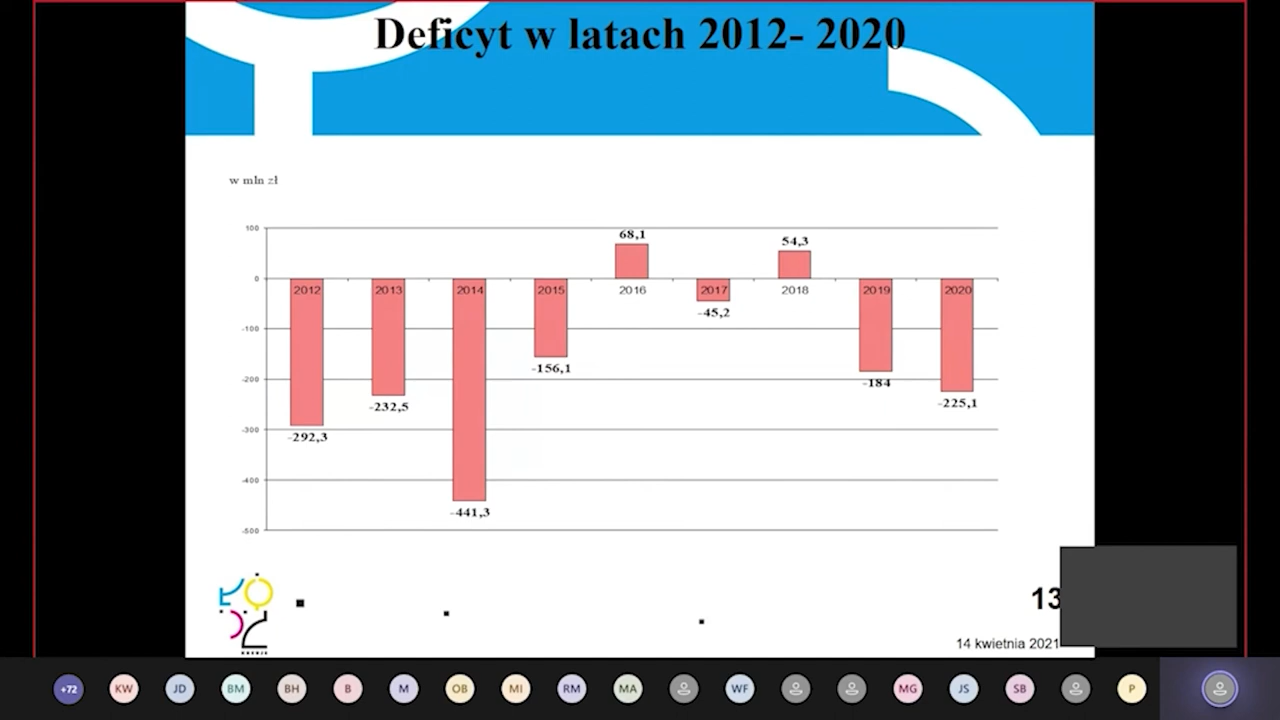 Deficyt w latach 2012- 2020
w mln zł
100
0
-100
-200
-300
-400
-500
68,1
54,3
2012
2013
2014
2015
2016
2017
2018
2019
2020
-45,2
-156,1
-184
-232,5
-225,1
-292,3
-441,3
13
14 kwietnia 2021
+72
KW
JD
BM
BH
B
M
OB
MI
RM
MA
WF
MG
JS
SB
P